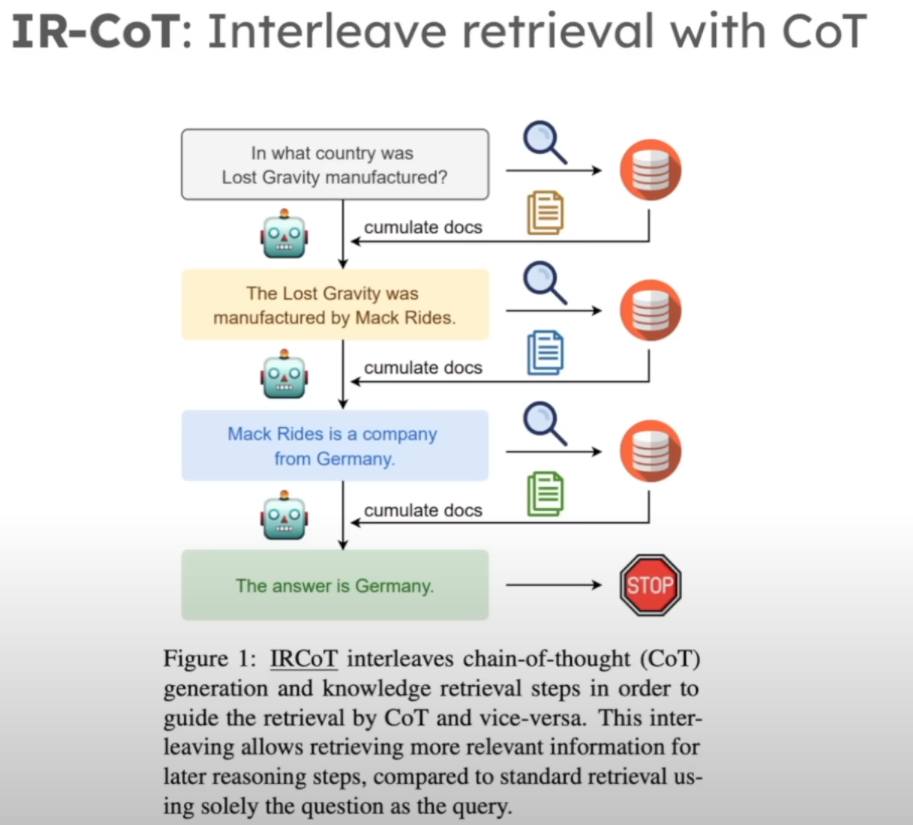 IR-CoT: Interleave retrieval with CoT
In what country was
Lost Gravity manufactured?
cumulate docs
The Lost Gravity was
manufactured by Mack Rides.
cumulate docs
Mack Rides is a company
from Germany.
cumulate docs
The answer is Germany.
STOP
Figure 1: IRCoT interleaves chain-of-thought (CoT)
generation and knowledge retrieval steps in order to
guide the retrieval by CoT and vice-versa. This inter-
leaving allows retrieving more relevant information for
later reasoning steps, compared to standard retrieval us-
ing solely the question as the query.